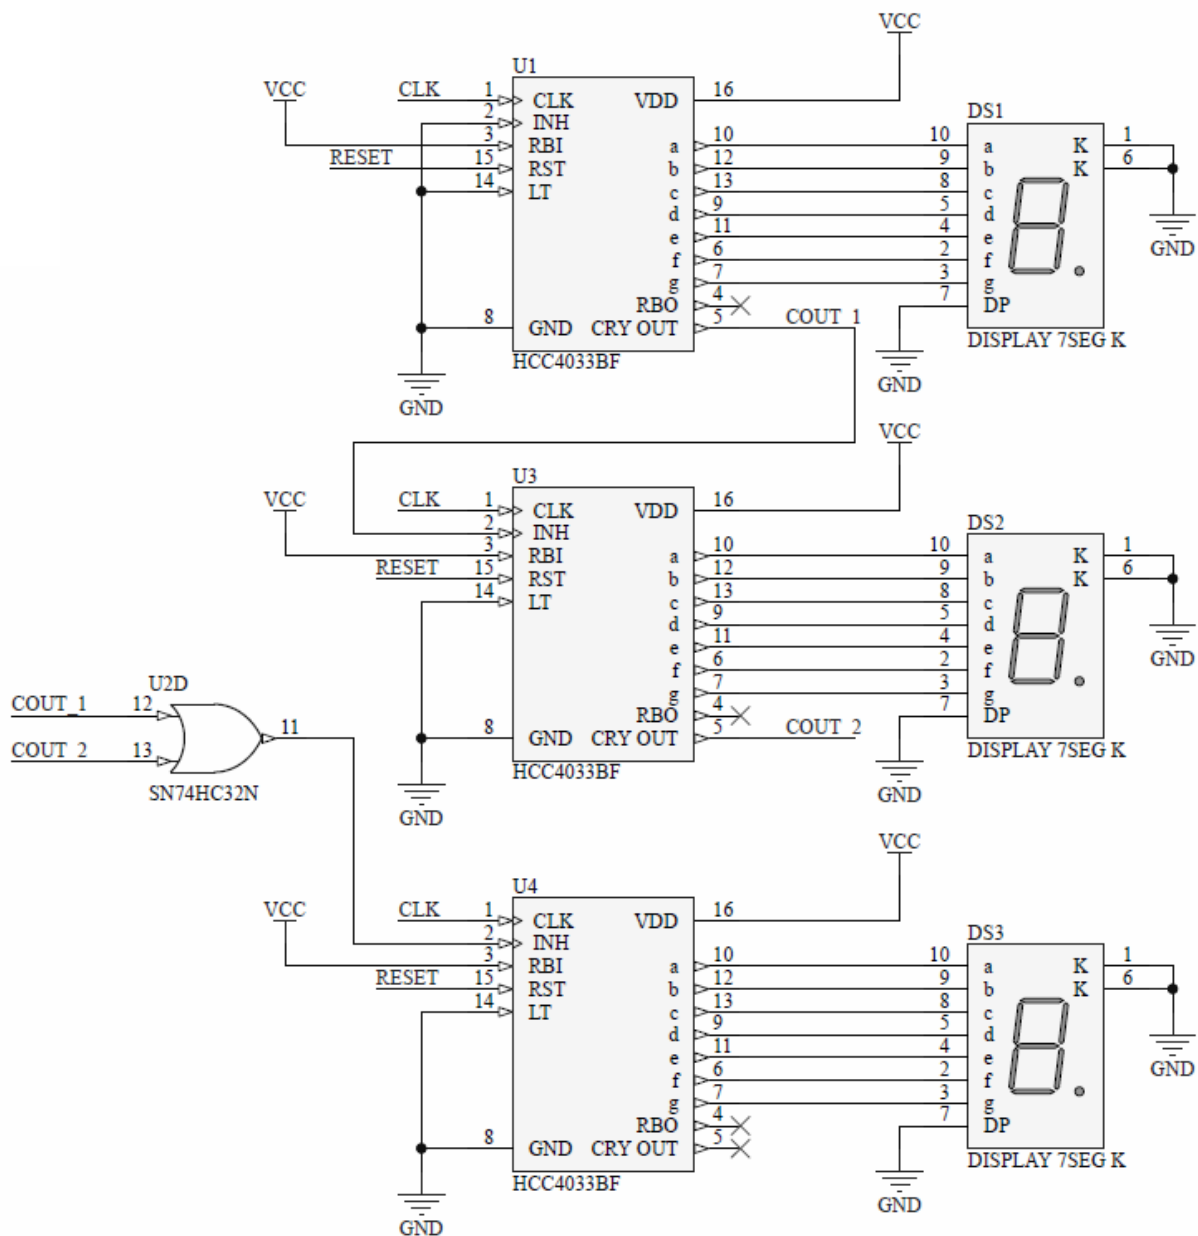 VCC
U1
VCC
CLK 1 CLK VDD 16
2 INH
3 RBI a 10 10 a K 1
RESET 15 RST b 12 9 b K 6
14 LT c 13 8 c
d 9 5 d
e 11 4 e
f 6 2 f
g 7 3 g
RBO 4 7 DP
8 GND CRY OUT 5 COUT_1
HCC4033BF
DS1
DISPLAY 7SEG K
GND
GND
GND
VCC
U3
VCC
CLK 1 CLK VDD 16
2 INH
3 RBI a 10 10 a K 1
RESET 15 RST b 12 9 b K 6
14 LT c 13 8 c
d 9 5 d
e 11 4 e
f 6 2 f
g 7 3 g
RBO 4 7 DP
8 GND CRY OUT 5 COUT_2
HCC4033BF
DS2
DISPLAY 7SEG K
GND
GND
GND
U2D
COUT_1 12
11
COUT_2 13
SN74HC32N
VCC
U4
VCC
CLK 1 CLK VDD 16
2 INH
3 RBI a 10 10 a K 1
RESET 15 RST b 12 9 b K 6
14 LT c 13 8 c
d 9 5 d
e 11 4 e
f 6 2 f
g 7 3 g
RBO 4 7 DP
8 GND CRY OUT 5
HCC4033BF
DS3
DISPLAY 7SEG K
GND
GND
GND